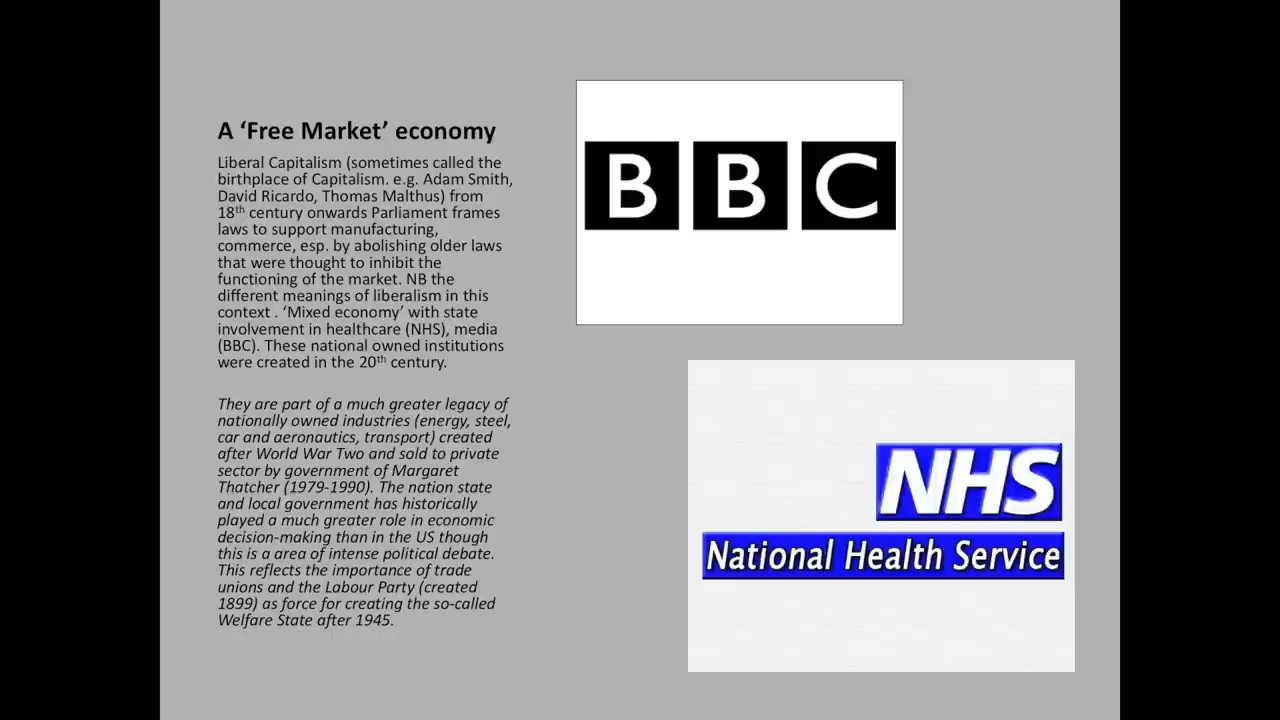 A ‘Free Market’ economy
Liberal Capitalism (sometimes called the
birthplace of Capitalism. e.g. Adam Smith,
David Ricardo, Thomas Malthus) from
18th century onwards Parliament frames
laws to support manufacturing,
commerce, esp. by abolishing older laws
that were thought to inhibit the
functioning of the market. NB the
different meanings of liberalism in this
context . ‘Mixed economy’ with state
involvement in healthcare (NHS), media
(BBC). These national owned institutions
were created in the 20th century.
They are part of a much greater legacy of
nationally owned industries (energy, steel,
car and aeronautics, transport) created
after World War Two and sold to private
sector by government of Margaret
Thatcher (1979-1990). The nation state
and local government has historically
played a much greater role in economic
decision-making than in the US though
this is a area of intense political debate.
This reflects the importance of trade
unions and the Labour Party (created
1899) as force for creating the so-called
Welfare State after 1945.
BBC
NHS
National Health Service